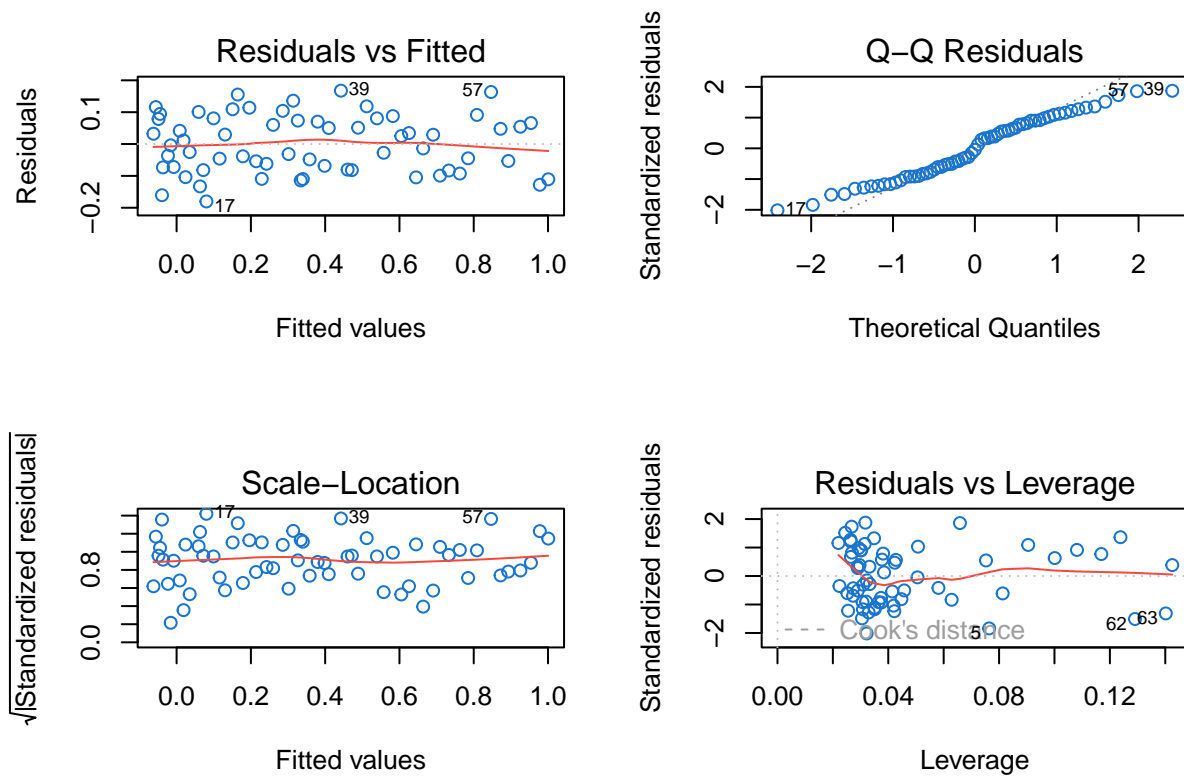 Residuals vs Fitted
Residuals
0.1
−0.2
39
57
17
0.0 0.2 0.4 0.6 0.8 1.0
Fitted values
Q−Q Residuals
Standardized residuals
2
0
−2
57 39
17
−2 −1 0 1 2
Theoretical Quantiles
Scale−Location
√|Standardized residuals|
0.8
0.0
17
39
57
0.0 0.2 0.4 0.6 0.8 1.0
Fitted values
Residuals vs Leverage
Standardized residuals
2
0
−2
Cook's distance
5
62 63
0.00 0.04 0.08 0.12
Leverage